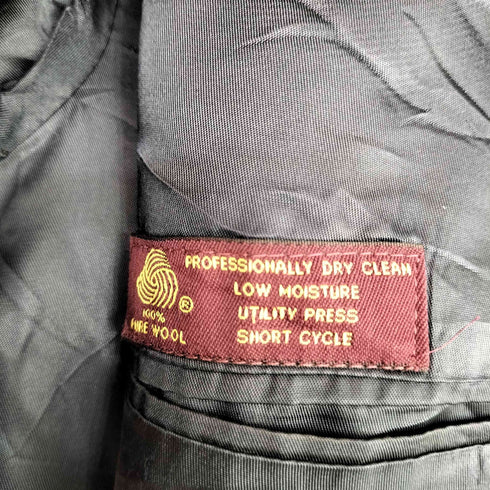 PROFESSIONALLY DRY CLEAN
LOW MOISTURE
UTILITY PRESS
SHORT CYCLE
®
100%
PURE WOOL